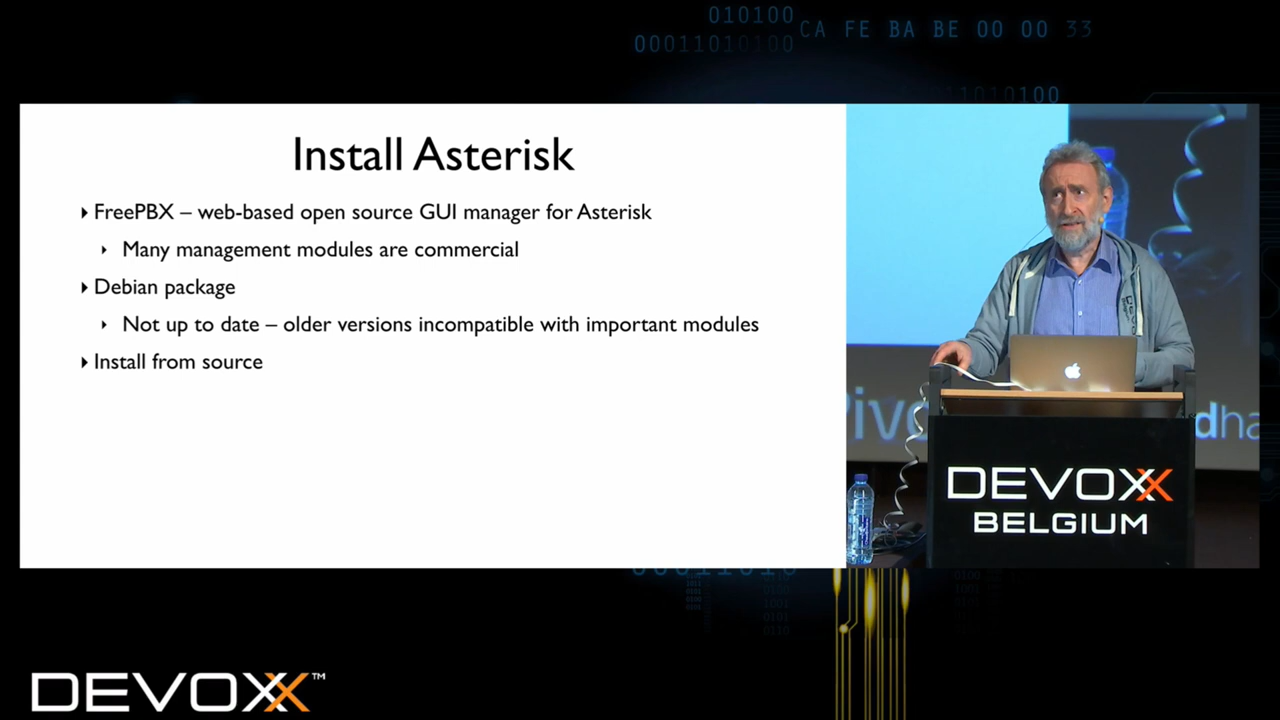 010100
00011010100
CA FE BA BE 00 00 33
11010100
Install Asterisk
FreePBX – web-based open source GUI manager for Asterisk
Many management modules are commercial
Debian package
Not up to date – older versions incompatible with important modules
Install from source
DEVOXX
BELGIUM
DEVOXX™